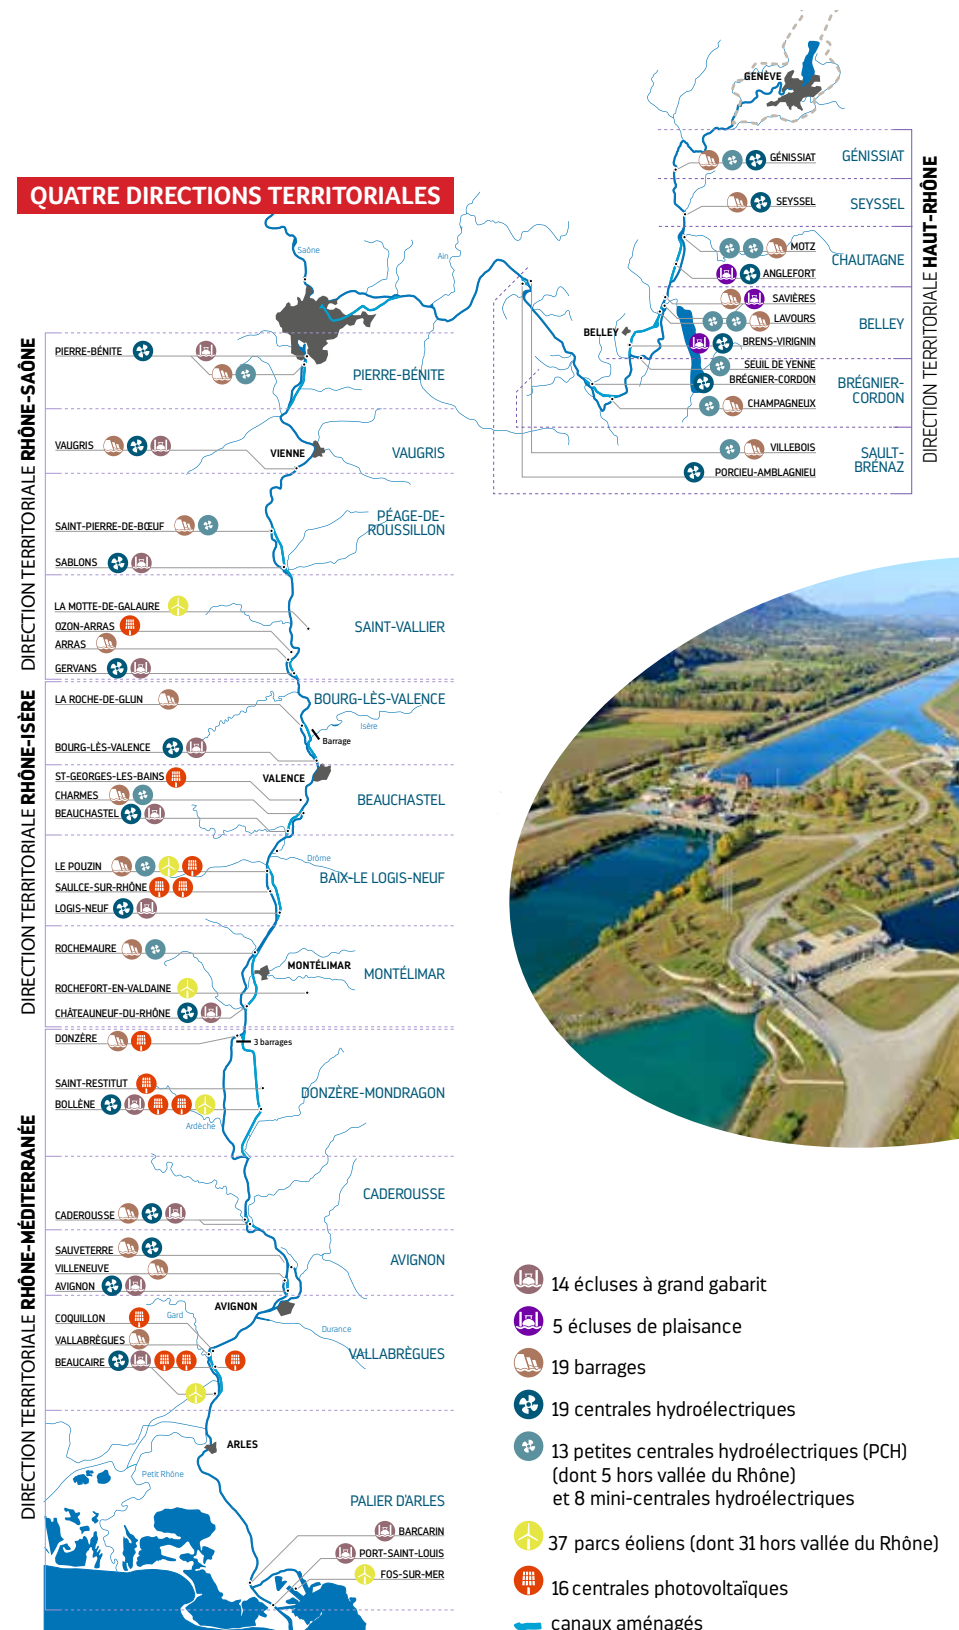 GENÈVE
GÉNISSIAT
GÉNISSIAT
SEYSSEL
SEYSSEL
MOTZ
CHAUTAGNE
ANGLEFORT
SAVIÈRES
LAVOURS
BELLEY
BELLEY
BRENS-VIRIGNIN
SEUIL DE YENNE
BRÉGNIER-CORDON
BRÉGNIER-
CORDON
CHAMPAGNEUX
VILLEBOIS
SAULT-
BRÉNAZ
PORCIEU-AMBLAGNIEU
DIRECTION TERRITORIALE HAUT-RHÔNE
QUATRE DIRECTIONS TERRITORIALES
Saône
Ain
DIRECTION TERRITORIALE RHÔNE-SAÔNE
PIERRE-BÉNITE
PIERRE-BÉNITE
VAUGRIS
VIENNE
VAUGRIS
SAINT-PIERRE-DE-BŒUF
PÉAGE-DE-
ROUSSILLON
SABLONS
LA MOTTE-DE-GALAURE
OZON-ARRAS
SAINT-VALLIER
ARRAS
GERVANS
DIRECTION TERRITORIALE RHÔNE-ISÈRE
LA ROCHE-DE-GLUN
BOURG-LÈS-VALENCE
Isère
Barrage
BOURG-LÈS-VALENCE
ST-GEORGES-LES-BAINS
VALENCE
CHARMES
BEAUCHASTEL
BEAUCHASTEL
Drôme
LE POUZIN
BAIX-LE LOGIS-NEUF
SAULCE-SUR-RHÔNE
LOGIS-NEUF
ROCHEMAURE
MONTÉLIMAR
MONTÉLIMAR
ROCHEFORT-EN-VALDAINE
CHÂTEAUNEUF-DU-RHÔNE
DIRECTION TERRITORIALE RHÔNE-MÉDITERRANÉE
DONZÈRE
3 barrages
SAINT-RESTITUT
DONZÈRE-MONDRAGON
BOLLÈNE
Ardèche
CADEROUSSE
CADEROUSSE
SAUVETERRE
AVIGNON
VILLENEUVE
AVIGNON
AVIGNON
COQUILLON
Gard
Durance
VALLABRÈGUES
VALLABRÈGUES
BEAUCAIRE
ARLES
Petit Rhône
PALIER D'ARLES
BARCARIN
PORT-SAINT-LOUIS
FOS-SUR-MER
14 écluses à grand gabarit
5 écluses de plaisance
19 barrages
19 centrales hydroélectriques
13 petites centrales hydroélectriques (PCH)
(dont 5 hors vallée du Rhône)
et 8 mini-centrales hydroélectriques
37 parcs éoliens (dont 31 hors vallée du Rhône)
16 centrales photovoltaïques
canaux aménagés